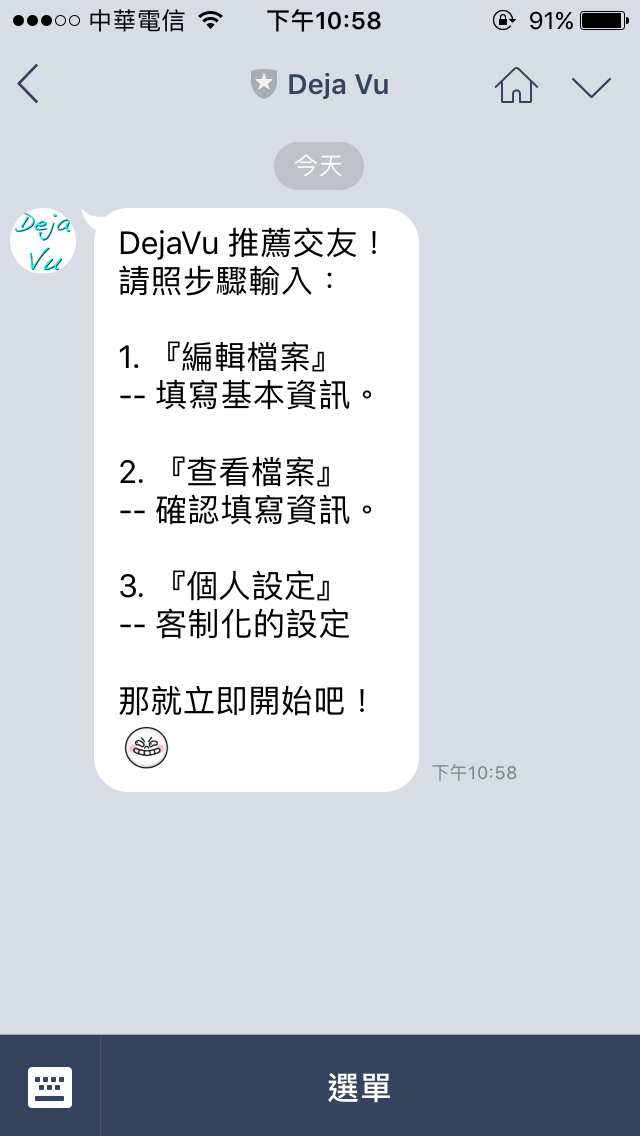 中華電信 下午10:58 91%
Deja Vu
今天
Deja
Vu
DejaVu 推薦交友！
請照步驟輸入：
1. 『編輯檔案』
-- 填寫基本資訊。
2. 『查看檔案』
-- 確認填寫資訊。
3. 『個人設定』
-- 客制化的設定
那就立即開始吧！
下午10:58
選單